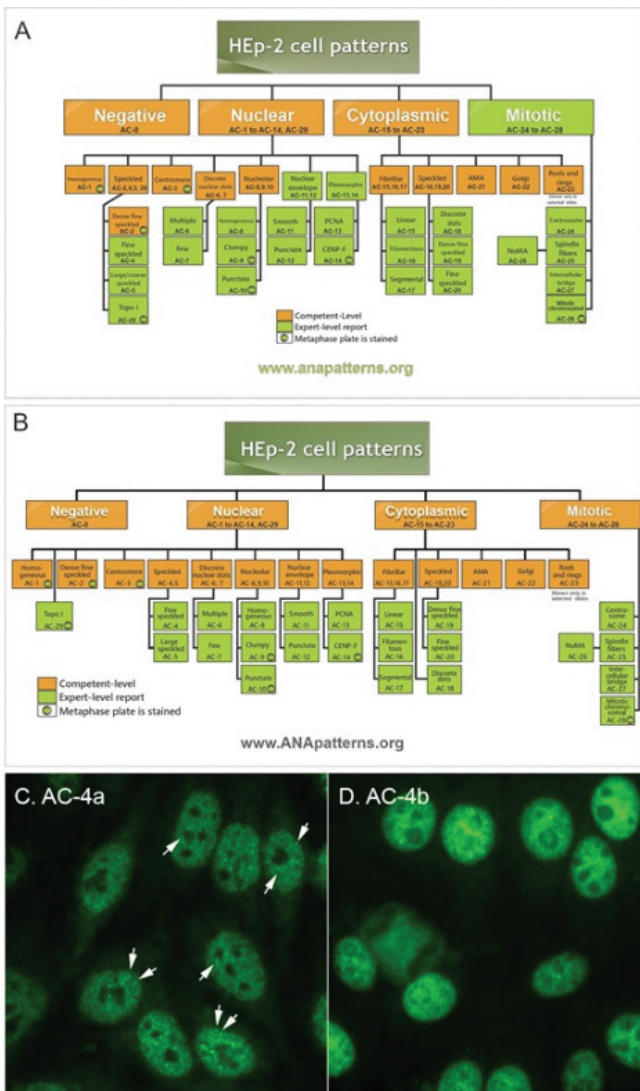 A
HEp-2 cell patterns
Negative
AC-0
Nuclear
AC-1 to AC-14, AC-29
Cytoplasmic
AC-15 to AC-23
Mitotic
AC-24 to AC-28
Homogeneous
AC-1
Speckled
AC-2,4,5, 29
Centromere
AC-3
Discrete
nuclear dots
AC-6, 7
Nucleolar
AC-8,9,10
Nuclear
envelope
AC-11,12
Pleomorphic
AC-13,14
Fibrillar
AC-15,16,17
Speckled
AC-18,19,20
AMA
AC-21
Golgi
AC-22
Rods and
rings
AC-23
Shown only in
selected slides
Dense fine
speckled
AC-2
Fine
speckled
AC-4
Large/coarse
speckled
AC-5
Topo I
AC-29
Multiple
AC-6
Few
AC-7
Homogeneous
AC-8
Clumpy
AC-9
Punctate
AC-10
Smooth
AC-11
Punctate
AC-12
PCNA
AC-13
CENP-F
AC-14
Linear
AC-15
Filamentous
AC-16
Segmental
AC-17
Discrete
dots
AC-18
Dense fine
speckled
AC-19
Fine
speckled
AC-20
Centrosome
AC-24
NuMA
AC-26
Spindle
fibers
AC-25
Intercellular
bridge
AC-27
Mitotic
chromosomal
AC-28
Competent-Level
Expert-level report
Metaphase plate is stained
www.anapatterns.org
B
HEp-2 cell patterns
Negative
AC-0
Nuclear
AC-1 to AC-14, AC-29
Cytoplasmic
AC-15 to AC-23
Mitotic
AC-24 to AC-28
Homo-
geneous
AC-1
Dense fine
speckled
AC-2
Centromere
AC-3
Speckled
AC-4,5
Discrete
nuclear dots
AC-6, 7
Nucleolar
AC-8,9,10
Nuclear
envelope
AC-11,12
Pleomorphic
AC-13,14
Fibrillar
AC-15,16,17
Speckled
AC-19,20
AMA
AC-21
Golgi
AC-22
Rods and
rings
AC-23
Shown only in
selected slides
Topo-I
AC-29
Fine
speckled
AC-4
Large
speckled
AC-5
Multiple
AC-6
Few
AC-7
Homo-
geneous
AC-8
Clumpy
AC-9
Punctate
AC-10
Smooth
AC-11
Punctate
AC-12
PCNA
AC-13
CENP-F
AC-14
Linear
AC-15
Filamen-
tous
AC-16
Segmental
AC-17
Dense fine
speckled
AC-19
Fine
speckled
AC-20
Discrete
dots
AC-18
Centro-
some
AC-24
NuMA
AC-26
Spindle
fibers
AC-25
Inter-
cellular
bridge
AC-27
Mitotic
chromo-
somal
AC-28
Competent-level
Expert-level report
Metaphase plate is stained
www.ANApatterns.org
C. AC-4a
D. AC-4b